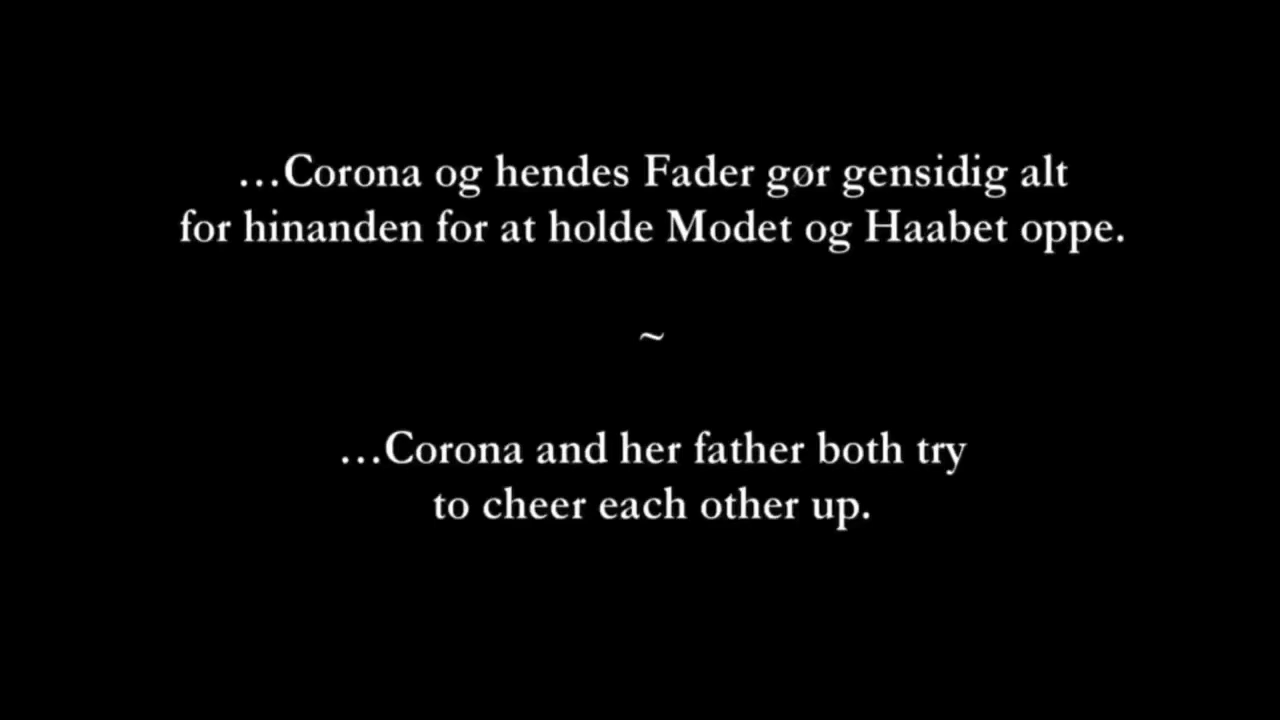 …Corona og hendes Fader gør gensidig alt
for hinanden for at holde Modet og Haabet oppe.
~
…Corona and her father both try
to cheer each other up.